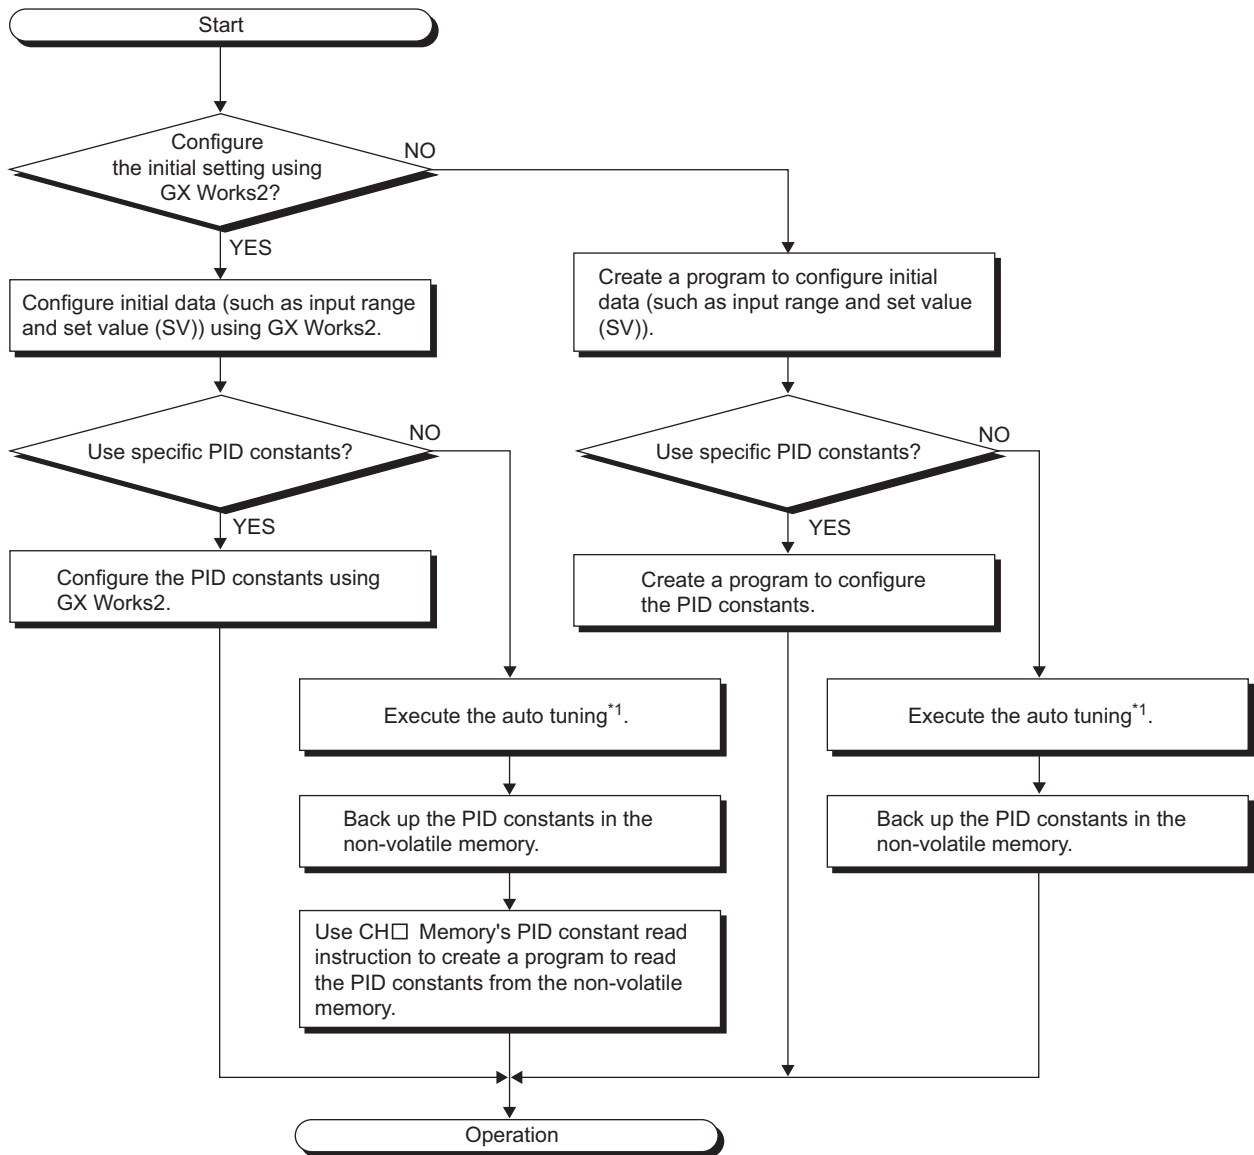 Start
Configure
the initial setting using
GX Works2?
NO
YES
Configure initial data (such as input range
and set value (SV)) using GX Works2.
Create a program to configure initial
data (such as input range and set value
(SV)).
Use specific PID constants?
NO
YES
Use specific PID constants?
NO
YES
Configure the PID constants using
GX Works2.
Create a program to configure
the PID constants.
Execute the auto tuning*1.
Execute the auto tuning*1.
Back up the PID constants in the
non-volatile memory.
Back up the PID constants in the
non-volatile memory.
Use CH□ Memory's PID constant read
instruction to create a program to read
the PID constants from the non-volatile
memory.
Operation